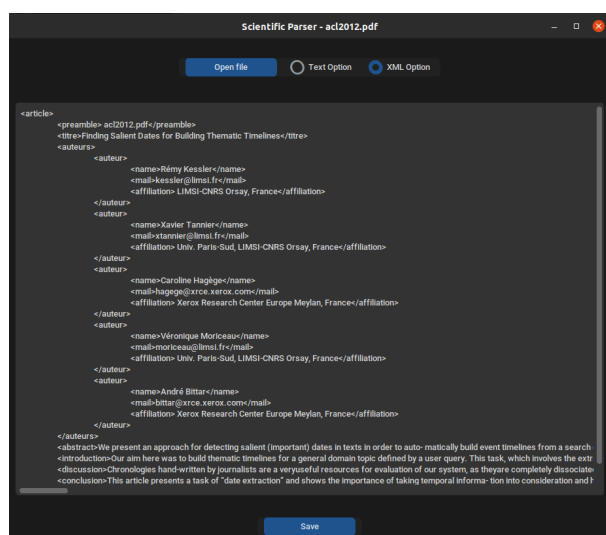 Scientific Parser - acl2012.pdf
Open file Text Option XML Option
<article>
<preamble> acl2012.pdf</preamble>
<titre>Finding Salient Dates for Building Thematic Timelines</titre>
<auteurs>
<auteur>
<name>Rémy Kessler</name>
<mail>kessler@limsi.fr</mail>
<affiliation> LIMSI-CNRS Orsay, France</affiliation>
</auteur>
<auteur>
<name>Xavier Tannier</name>
<mail>xtannier@limsi.fr</mail>
<affiliation> Univ. Paris-Sud, LIMSI-CNRS Orsay, France</affiliation>
</auteur>
<auteur>
<name>Caroline Hagège</name>
<mail>hagege@xrce.xerox.com</mail>
<affiliation> Xerox Research Center Europe Meylan, France</affiliation>
</auteur>
<auteur>
<name>Véronique Moriceau</name>
<mail>moriceau@limsi.fr</mail>
<affiliation> Univ. Paris-Sud, LIMSI-CNRS Orsay, France</affiliation>
</auteur>
<auteur>
<name>André Bittar</name>
<mail>bittar@xrce.xerox.com</mail>
<affiliation> Xerox Research Center Europe Meylan, France</affiliation>
</auteur>
</auteurs>
<abstract>We present an approach for detecting salient (important) dates in texts in order to auto- matically build event timelines from a search
<introduction>Our aim here was to build thematic timelines for a general domain topic defined by a user query. This task, which involves the extr
<discussion>Chronologies hand-written by journalists are a veryuseful resources for evaluation of our system, as theyare completely dissociate
<conclusion>This article presents a task of "date extraction" and shows the importance of taking temporal informa- tion into consideration and
Save